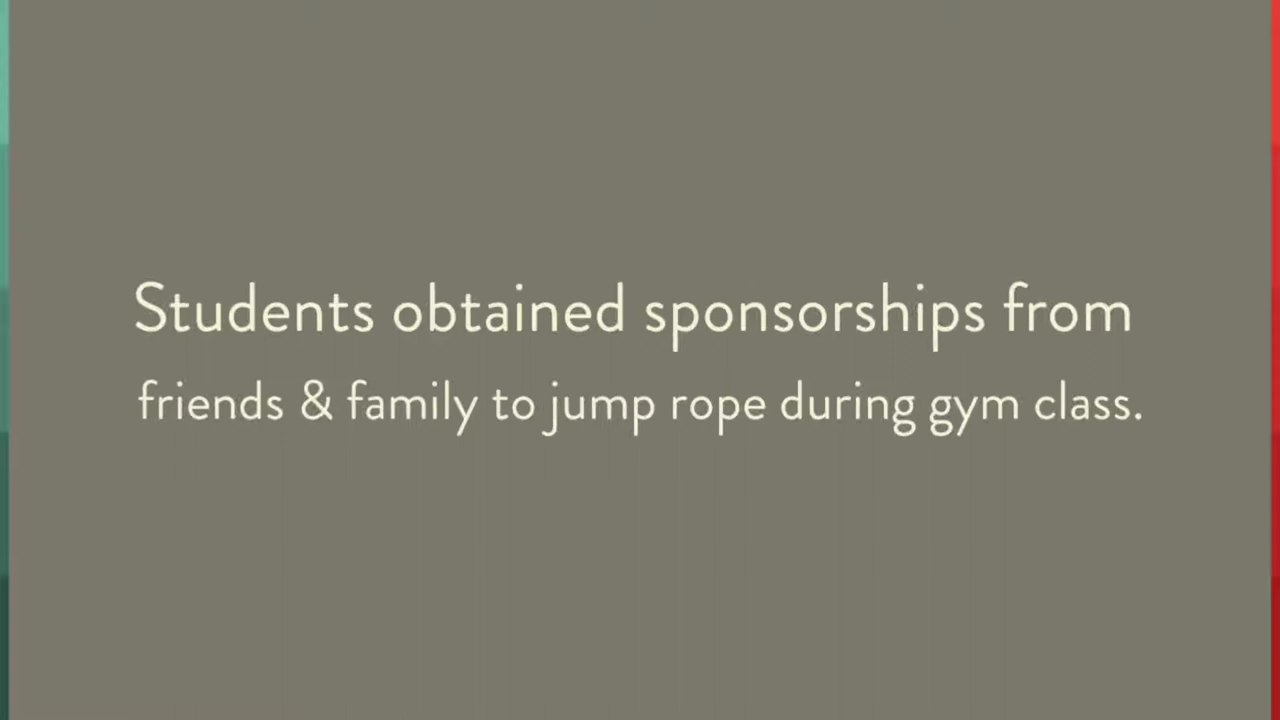 Students obtained sponsorships from
friends & family to jump rope during gym class.